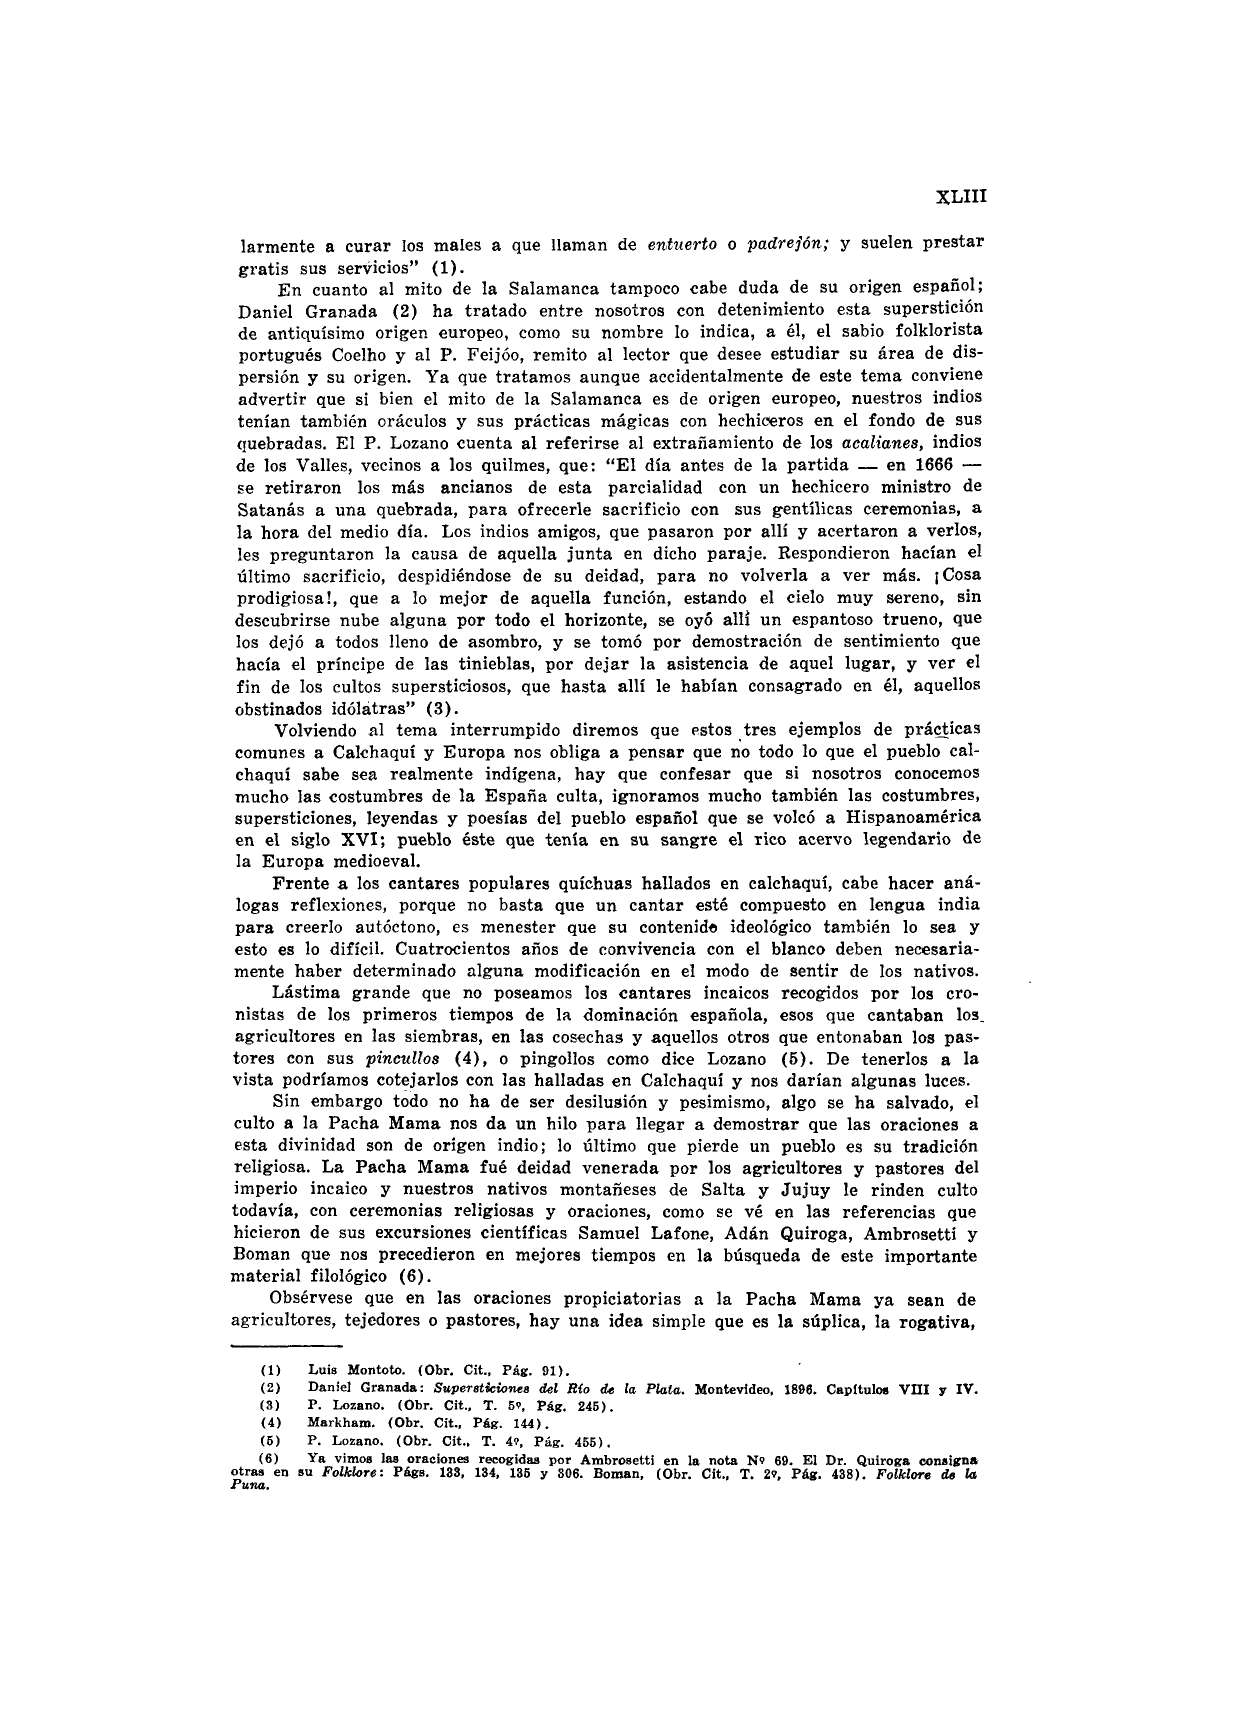 XLIII
larmente a curar los males a que llaman de entuerto o padrejón; y suelen prestar
gratis sus servicios" (1).
En cuanto al mito de la Salamanca tampoco cabe duda de su origen español;
Daniel Granada (2) ha tratado entre nosotros con detenimiento esta superstición
de antiquísimo origen europeo, como su nombre lo indica, a él, el sabio folklorista
portugués Coelho y al P. Feijóo, remito al lector que desee estudiar su área de dis-
persión y su origen. Ya que tratamos aunque accidentalmente de este tema conviene
advertir que si bien el mito de la Salamanca es de origen europeo, nuestros indios
tenían también oráculos y sus prácticas mágicas con hechiceros en el fondo de sus
quebradas. El P. Lozano cuenta al referirse al extrañamiento de los acalianes, indios
de los Valles, vecinos a los quilmes, que: "El día antes de la partida — en 1666 —
se retiraron los más ancianos de esta parcialidad con un hechicero ministro de
Satanás a una quebrada, para ofrecerle sacrificio con sus gentílicas ceremonias, a
la hora del medio día. Los indios amigos, que pasaron por allí y acertaron a verlos,
les preguntaron la causa de aquella junta en dicho paraje. Respondieron hacían el
último sacrificio, despidiéndose de su deidad, para no volverla a ver más. ¡Cosa
prodigiosa!, que a lo mejor de aquella función, estando el cielo muy sereno, sin
descubrirse nube alguna por todo el horizonte, se oyó allí un espantoso trueno, que
los dejó a todos lleno de asombro, y se tomó por demostración de sentimiento que
hacía el príncipe de las tinieblas, por dejar la asistencia de aquel lugar, y ver el
fin de los cultos supersticiosos, que hasta allí le habían consagrado en él, aquellos
obstinados idólatras" (3).
Volviendo al tema interrumpido diremos que estos tres ejemplos de prácticas
comunes a Calchaquí y Europa nos obliga a pensar que no todo lo que el pueblo cal-
chaquí sabe sea realmente indígena, hay que confesar que si nosotros conocemos
mucho las costumbres de la España culta, ignoramos mucho también las costumbres,
supersticiones, leyendas y poesías del pueblo español que se volcó a Hispanoamérica
en el siglo XVI; pueblo éste que tenía en su sangre el rico acervo legendario de
la Europa medioeval.
Frente a los cantares populares quíchuas hallados en calchaquí, cabe hacer aná-
logas reflexiones, porque no basta que un cantar esté compuesto en lengua india
para creerlo autóctono, es menester que su contenido ideológico también lo sea y
esto es lo difícil. Cuatrocientos años de convivencia con el blanco deben necesaria-
mente haber determinado alguna modificación en el modo de sentir de los nativos.
Lástima grande que no poseamos los cantares incaicos recogidos por los cro-
nistas de los primeros tiempos de la dominación española, esos que cantaban los
agricultores en las siembras, en las cosechas y aquellos otros que entonaban los pas-
tores con sus pincullos (4), o pingollos como dice Lozano (5). De tenerlos a la
vista podríamos cotejarlos con las halladas en Calchaquí y nos darían algunas luces.
Sin embargo todo no ha de ser desilusión y pesimismo, algo se ha salvado, el
culto a la Pacha Mama nos da un hilo para llegar a demostrar que las oraciones a
esta divinidad son de origen indio; lo último que pierde un pueblo es su tradición
religiosa. La Pacha Mama fué deidad venerada por los agricultores y pastores del
imperio incaico y nuestros nativos montañeses de Salta y Jujuy le rinden culto
todavía, con ceremonias religiosas y oraciones, como se vé en las referencias que
hicieron de sus excursiones científicas Samuel Lafone, Adán Quiroga, Ambrosetti y
Boman que nos precedieron en mejores tiempos en la búsqueda de este importante
material filológico (6).
Obsérvese que en las oraciones propiciatorias a la Pacha Mama ya sean de
agricultores, tejedores o pastores, hay una idea simple que es la súplica, la rogativa,
(1) Luis Montoto. (Obr. Cit., Pág. 91).
(2) Daniel Granada: Supersticiones del Río de la Plata. Montevideo, 1896. Capítulos VIII y IV.
(3) P. Lozano. (Obr. Cit., T. 5º, Pág. 245).
(4) Markham. (Obr. Cit., Pág. 144).
(5) P. Lozano. (Obr. Cit., T. 4º, Pág. 455).
(6) Ya vimos las oraciones recogidas por Ambrosetti en la nota Nº 69. El Dr. Quiroga consigna
otras en su Folklore: Págs. 133, 134, 135 y 306. Boman, (Obr. Cit., T. 2º, Pág. 438). Folklore de la
Puna.